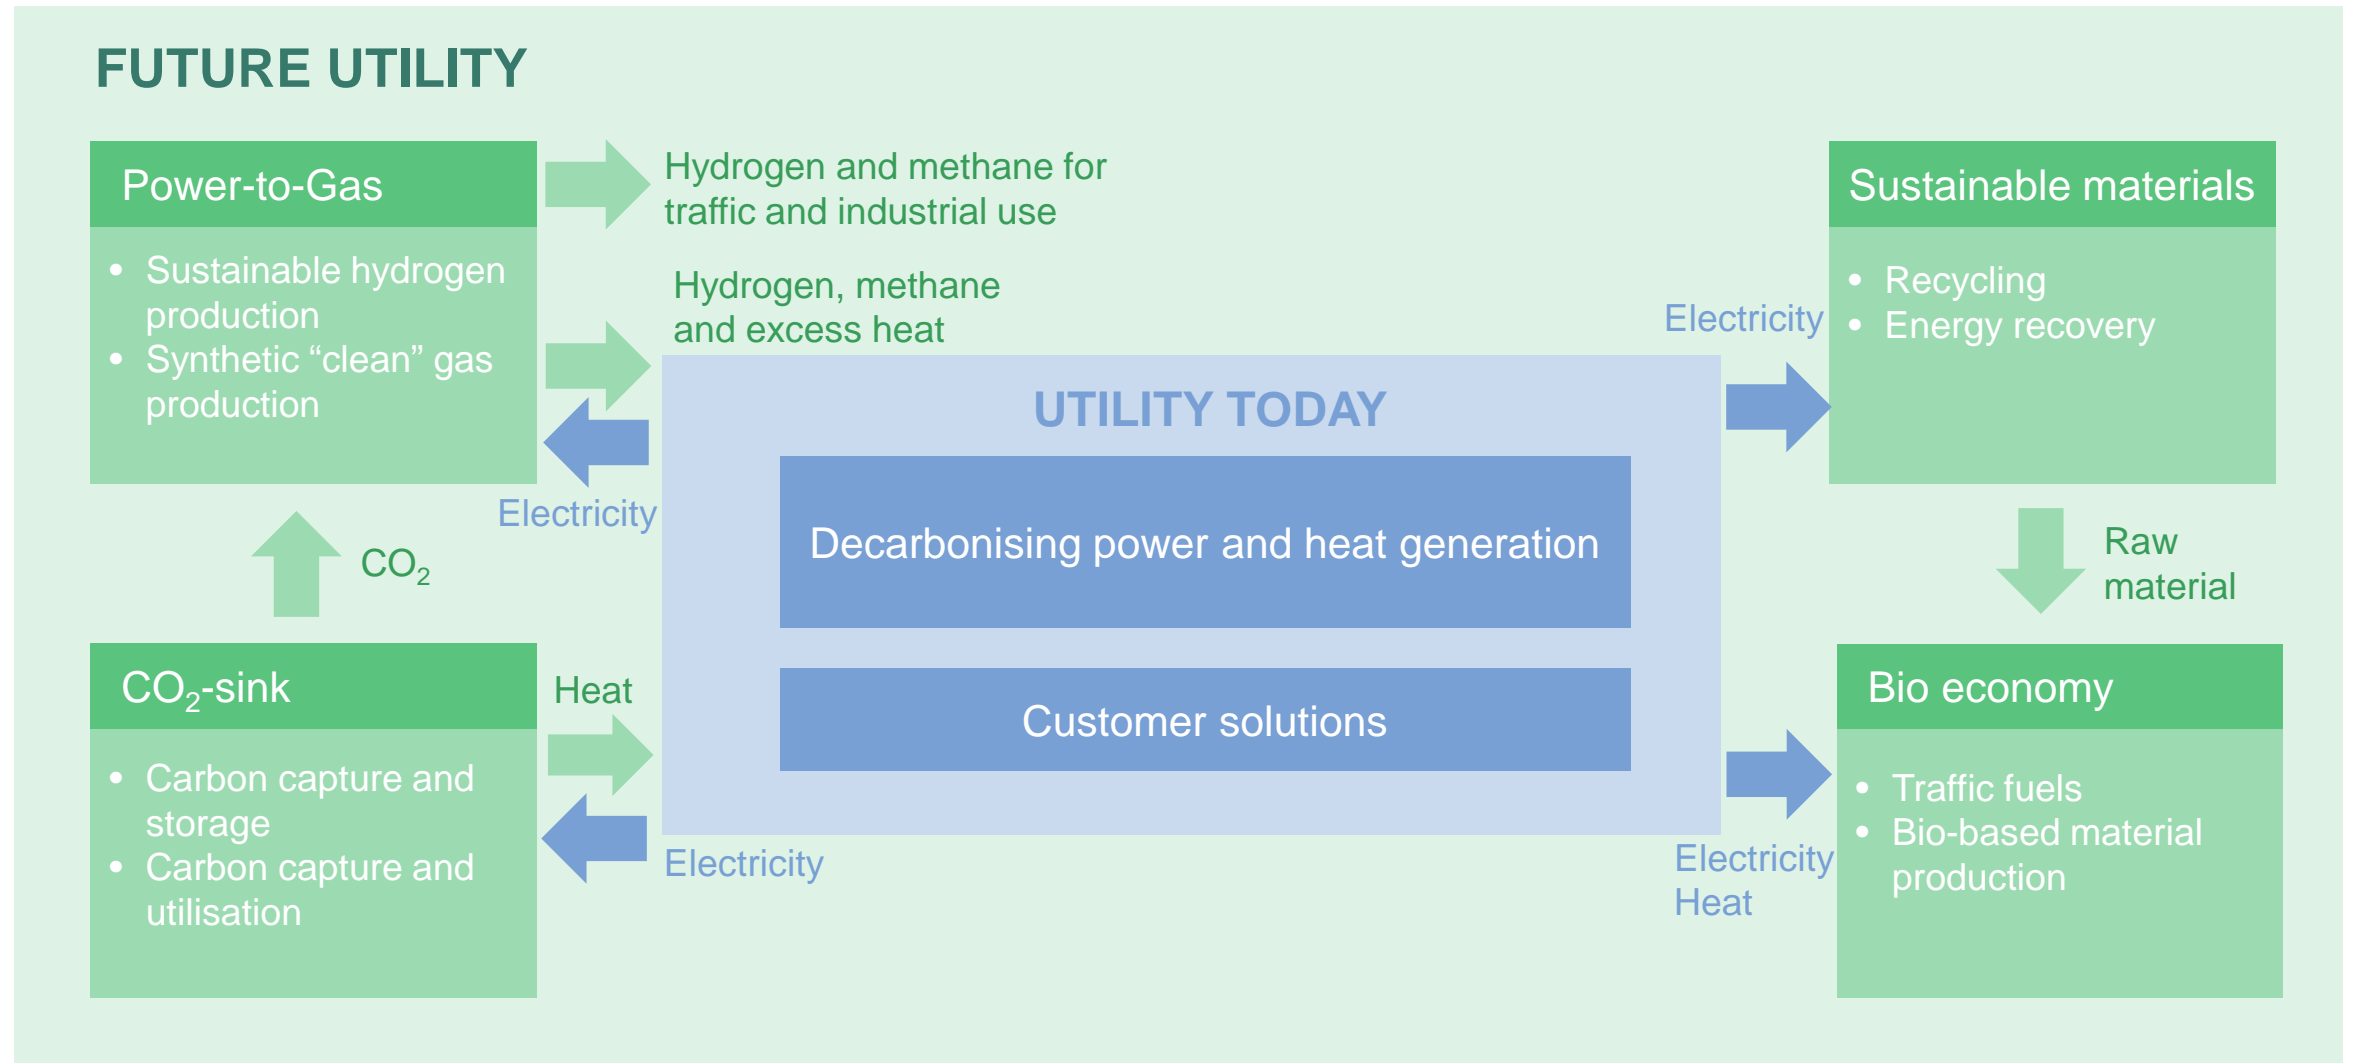 FUTURE UTILITY
Power-to-Gas
• Sustainable hydrogen
production
• Synthetic “clean” gas
production
Hydrogen and methane for
traffic and industrial use
Hydrogen, methane
and excess heat
Electricity
CO₂
CO₂-sink
• Carbon capture and
storage
• Carbon capture and
utilisation
Heat
Electricity
UTILITY TODAY
Decarbonising power and heat generation
Customer solutions
Electricity
Sustainable materials
• Recycling
• Energy recovery
Raw
material
Electricity
Heat
Bio economy
• Traffic fuels
• Bio-based material
production